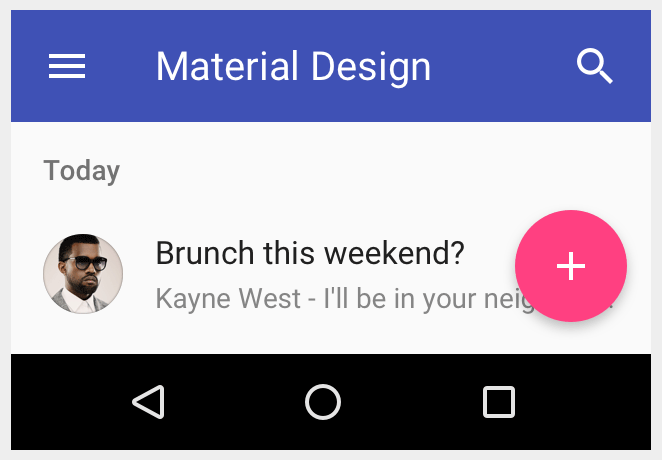 Material Design
Today
Brunch this weekend?
Kayne West - I'll be in your